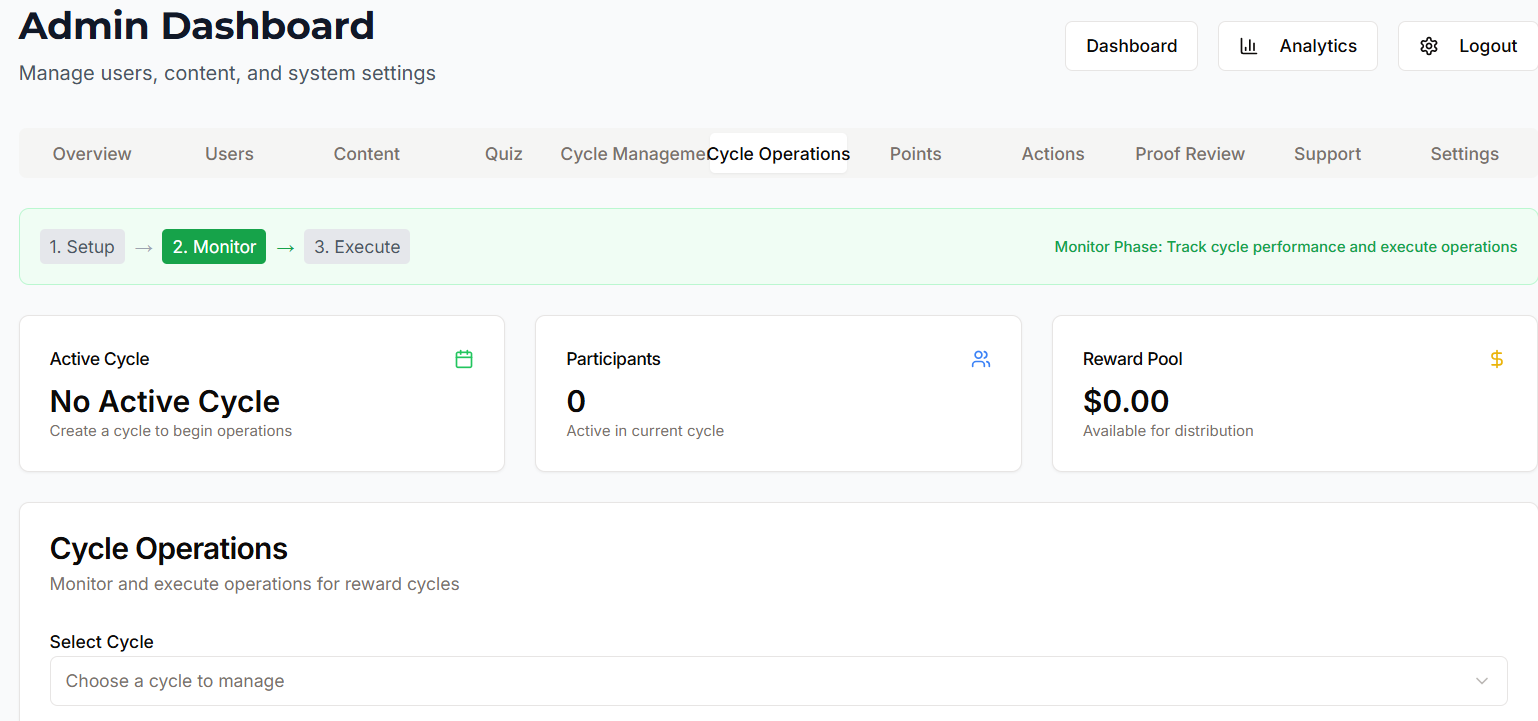 Admin Dashboard
Manage users, content, and system settings
Dashboard
Analytics
Logout
Overview Users Content Quiz Cycle Manageme Cycle Operations Points Actions Proof Review Support Settings
1. Setup → 2. Monitor → 3. Execute
Monitor Phase: Track cycle performance and execute operations
Active Cycle
No Active Cycle
Create a cycle to begin operations
Participants
0
Active in current cycle
Reward Pool
$0.00
Available for distribution
Cycle Operations
Monitor and execute operations for reward cycles
Select Cycle
Choose a cycle to manage